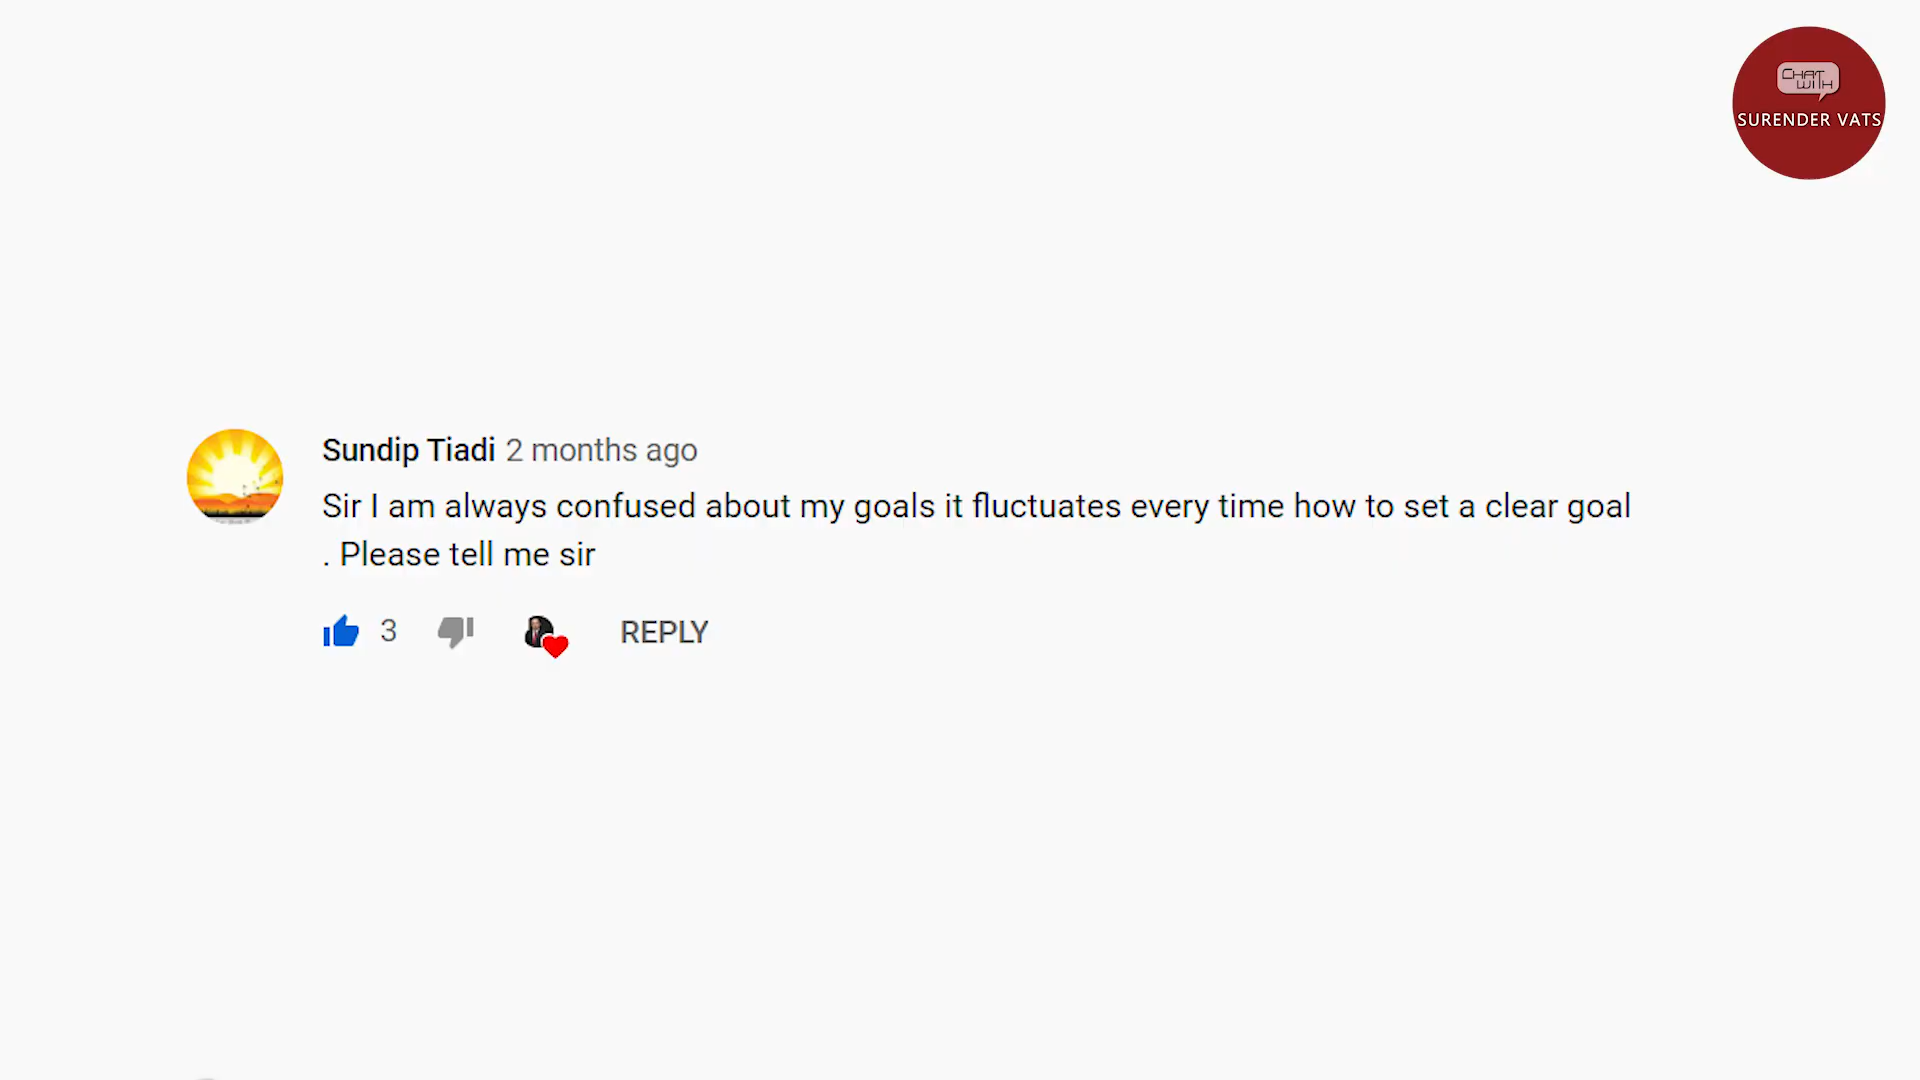 CHAT
WITH
SURENDER VATS
Sundip Tiadi 2 months ago
Sir I am always confused about my goals it fluctuates every time how to set a clear goal
. Please tell me sir
3 REPLY